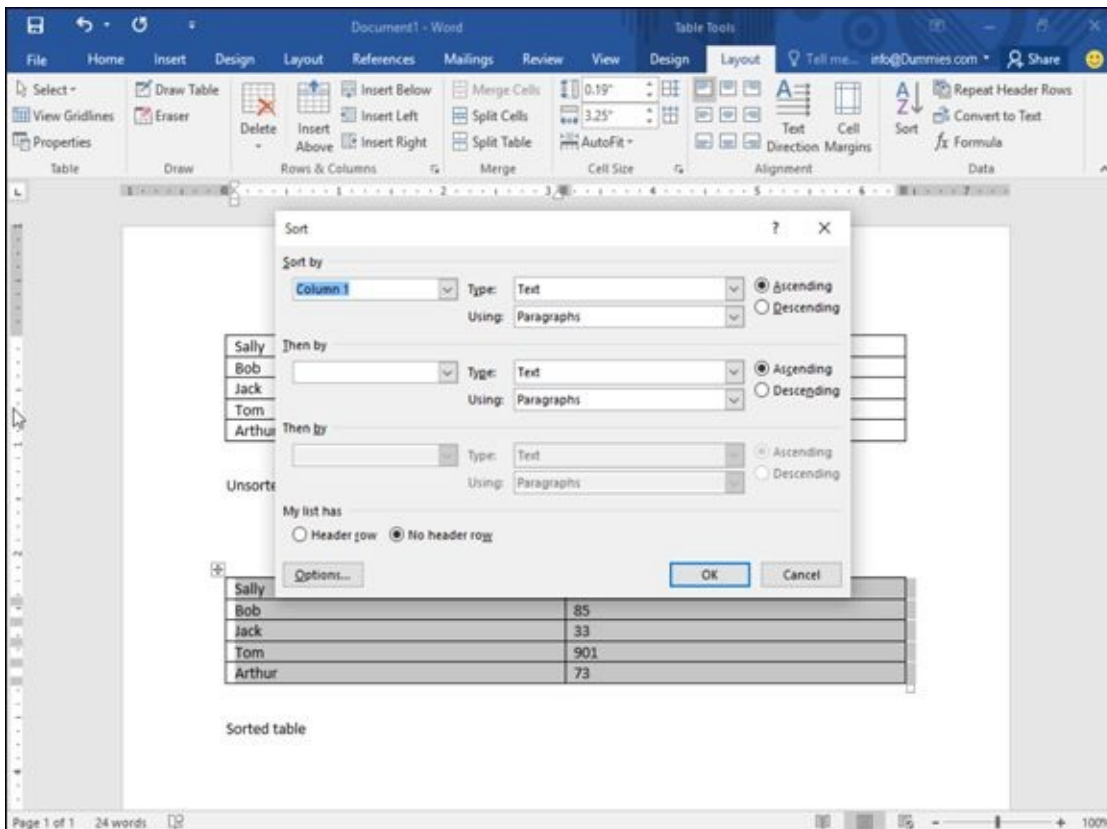 Document1 - Word Table Tools
File Home Insert Design Layout References Mailings Review View Design Layout Tell me... info@Dummies.com Share
Select Draw Table Insert Below Merge Cells 0.19" Repeat Header Rows
View Gridlines Eraser Insert Left Split Cells 3.25" Convert to Text
Properties Delete Insert Above Insert Right Split Table AutoFit Text Direction Cell Margins Sort fx Formula
Table Draw Rows & Columns Merge Cell Size Alignment Data
Sort ? X
Sort by
Column 1 Type: Text Ascending
Using: Paragraphs Descending
Sally Then by
Bob Type: Text Ascending
Jack Using: Paragraphs Descending
Tom
Arthur Then by
Type: Text Ascending
Unsorte Using: Paragraphs Descending
My list has
Header row No header row
Options... OK Cancel
Sally
Bob 85
Jack 33
Tom 901
Arthur 73
Sorted table
Page 1 of 1 24 words 100%